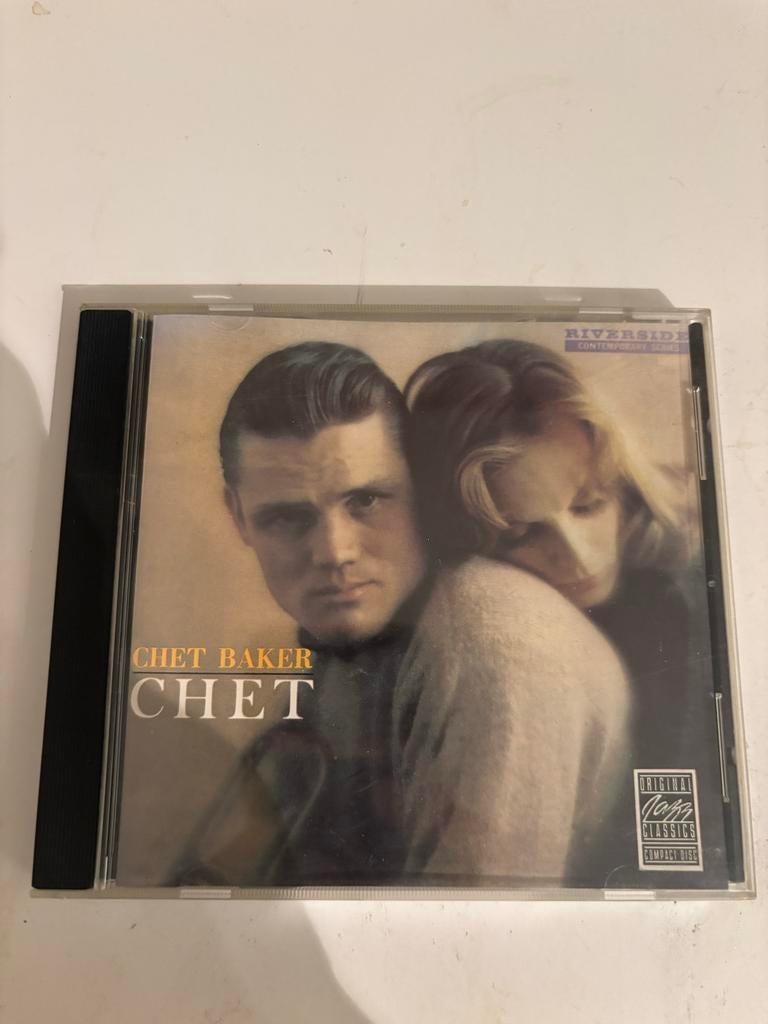 RIVERSIDE
CONTEMPORARY SERIES
CHET BAKER
CHET
ORIGINAL
Jazz
CLASSICS
COMPACT DISC